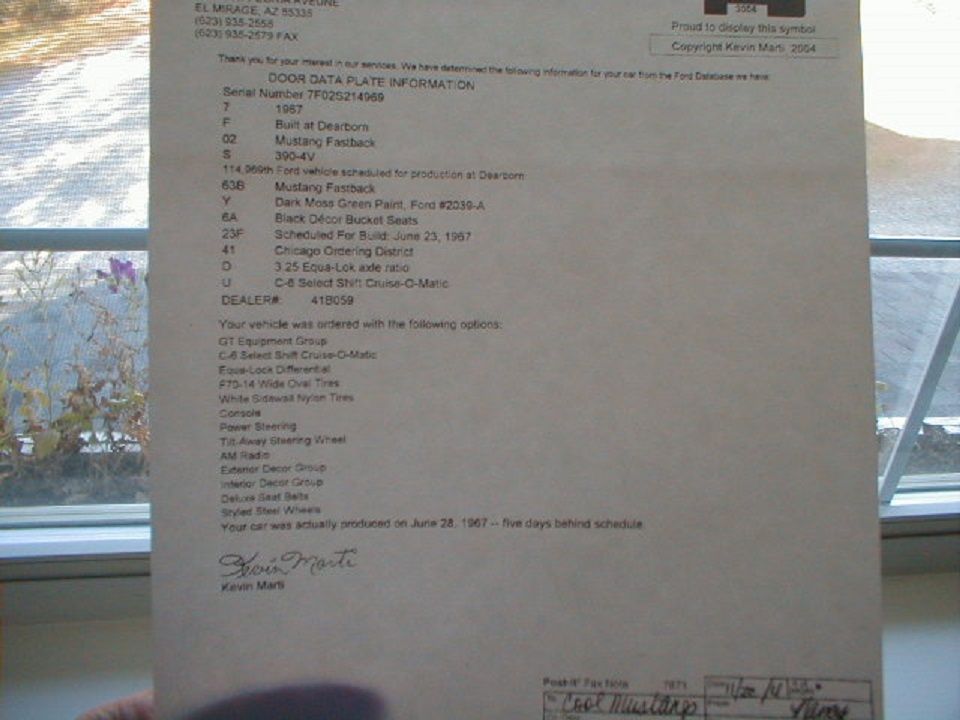 EL MIRAGE, AZ 85335
(623) 935-2558
(623) 935-2579 FAX
3004
Proud to display this symbol
Copyright Kevin Marti 2004
Thank you for your interest in our services. We have determined the following information for your car from the Ford Database we have:
DOOR DATA PLATE INFORMATION
Serial Number 7F02S214969
7 1967
F Built at Dearborn
02 Mustang Fastback
S 390-4V
114,969th Ford vehicle scheduled for production at Dearborn
63B Mustang Fastback
Y Dark Moss Green Paint, Ford #2039-A
6A Black Décor Bucket Seats
23F Scheduled For Build: June 23, 1967
41 Chicago Ordering District
D 3.25 Equa-Lok axle ratio
U C-6 Select Shift Cruise-O-Matic
DEALER#: 41B059
Your vehicle was ordered with the following options:
GT Equipment Group
C-6 Select Shift Cruise-O-Matic
Equa-Lock Differential
F70-14 Wide Oval Tires
White Sidewall Nylon Tires
Console
Power Steering
Tilt-Away Steering Wheel
AM Radio
Exterior Decor Group
Interior Decor Group
Deluxe Seat Belts
Styled Steel Wheels
Your car was actually produced on June 28, 1967 -- five days behind schedule.
Kevin Marti
Kevin Marti
Post-it Fax Note 7671
To Cool Mustangs